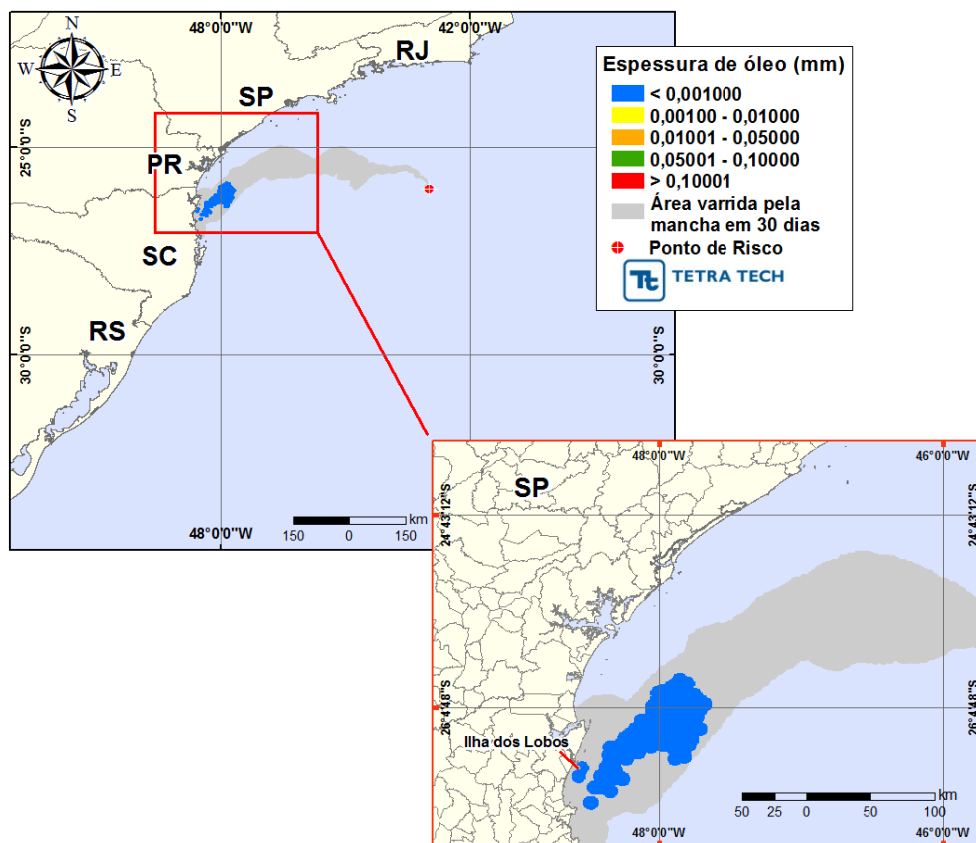 48°0'0"W
42°0'0"W
N
W
E
S
RJ
SP
25°0'0"S
PR
SC
RS
30°0'0"S
30°0'0"S
48°0'0"W
150 0 150
km
Espessura de óleo (mm)
< 0,001000
0,00100 - 0,01000
0,01001 - 0,05000
0,05001 - 0,10000
> 0,10001
Área varrida pela
mancha em 30 dias
Ponto de Risco
Tt TETRA TECH
48°0'0"W
46°0'0"W
SP
24°43'12"S
24°43'12"S
26°4'48"S
26°4'48"S
Ilha dos Lobos
km
50 25 0 50 100
48°0'0"W
46°0'0"W